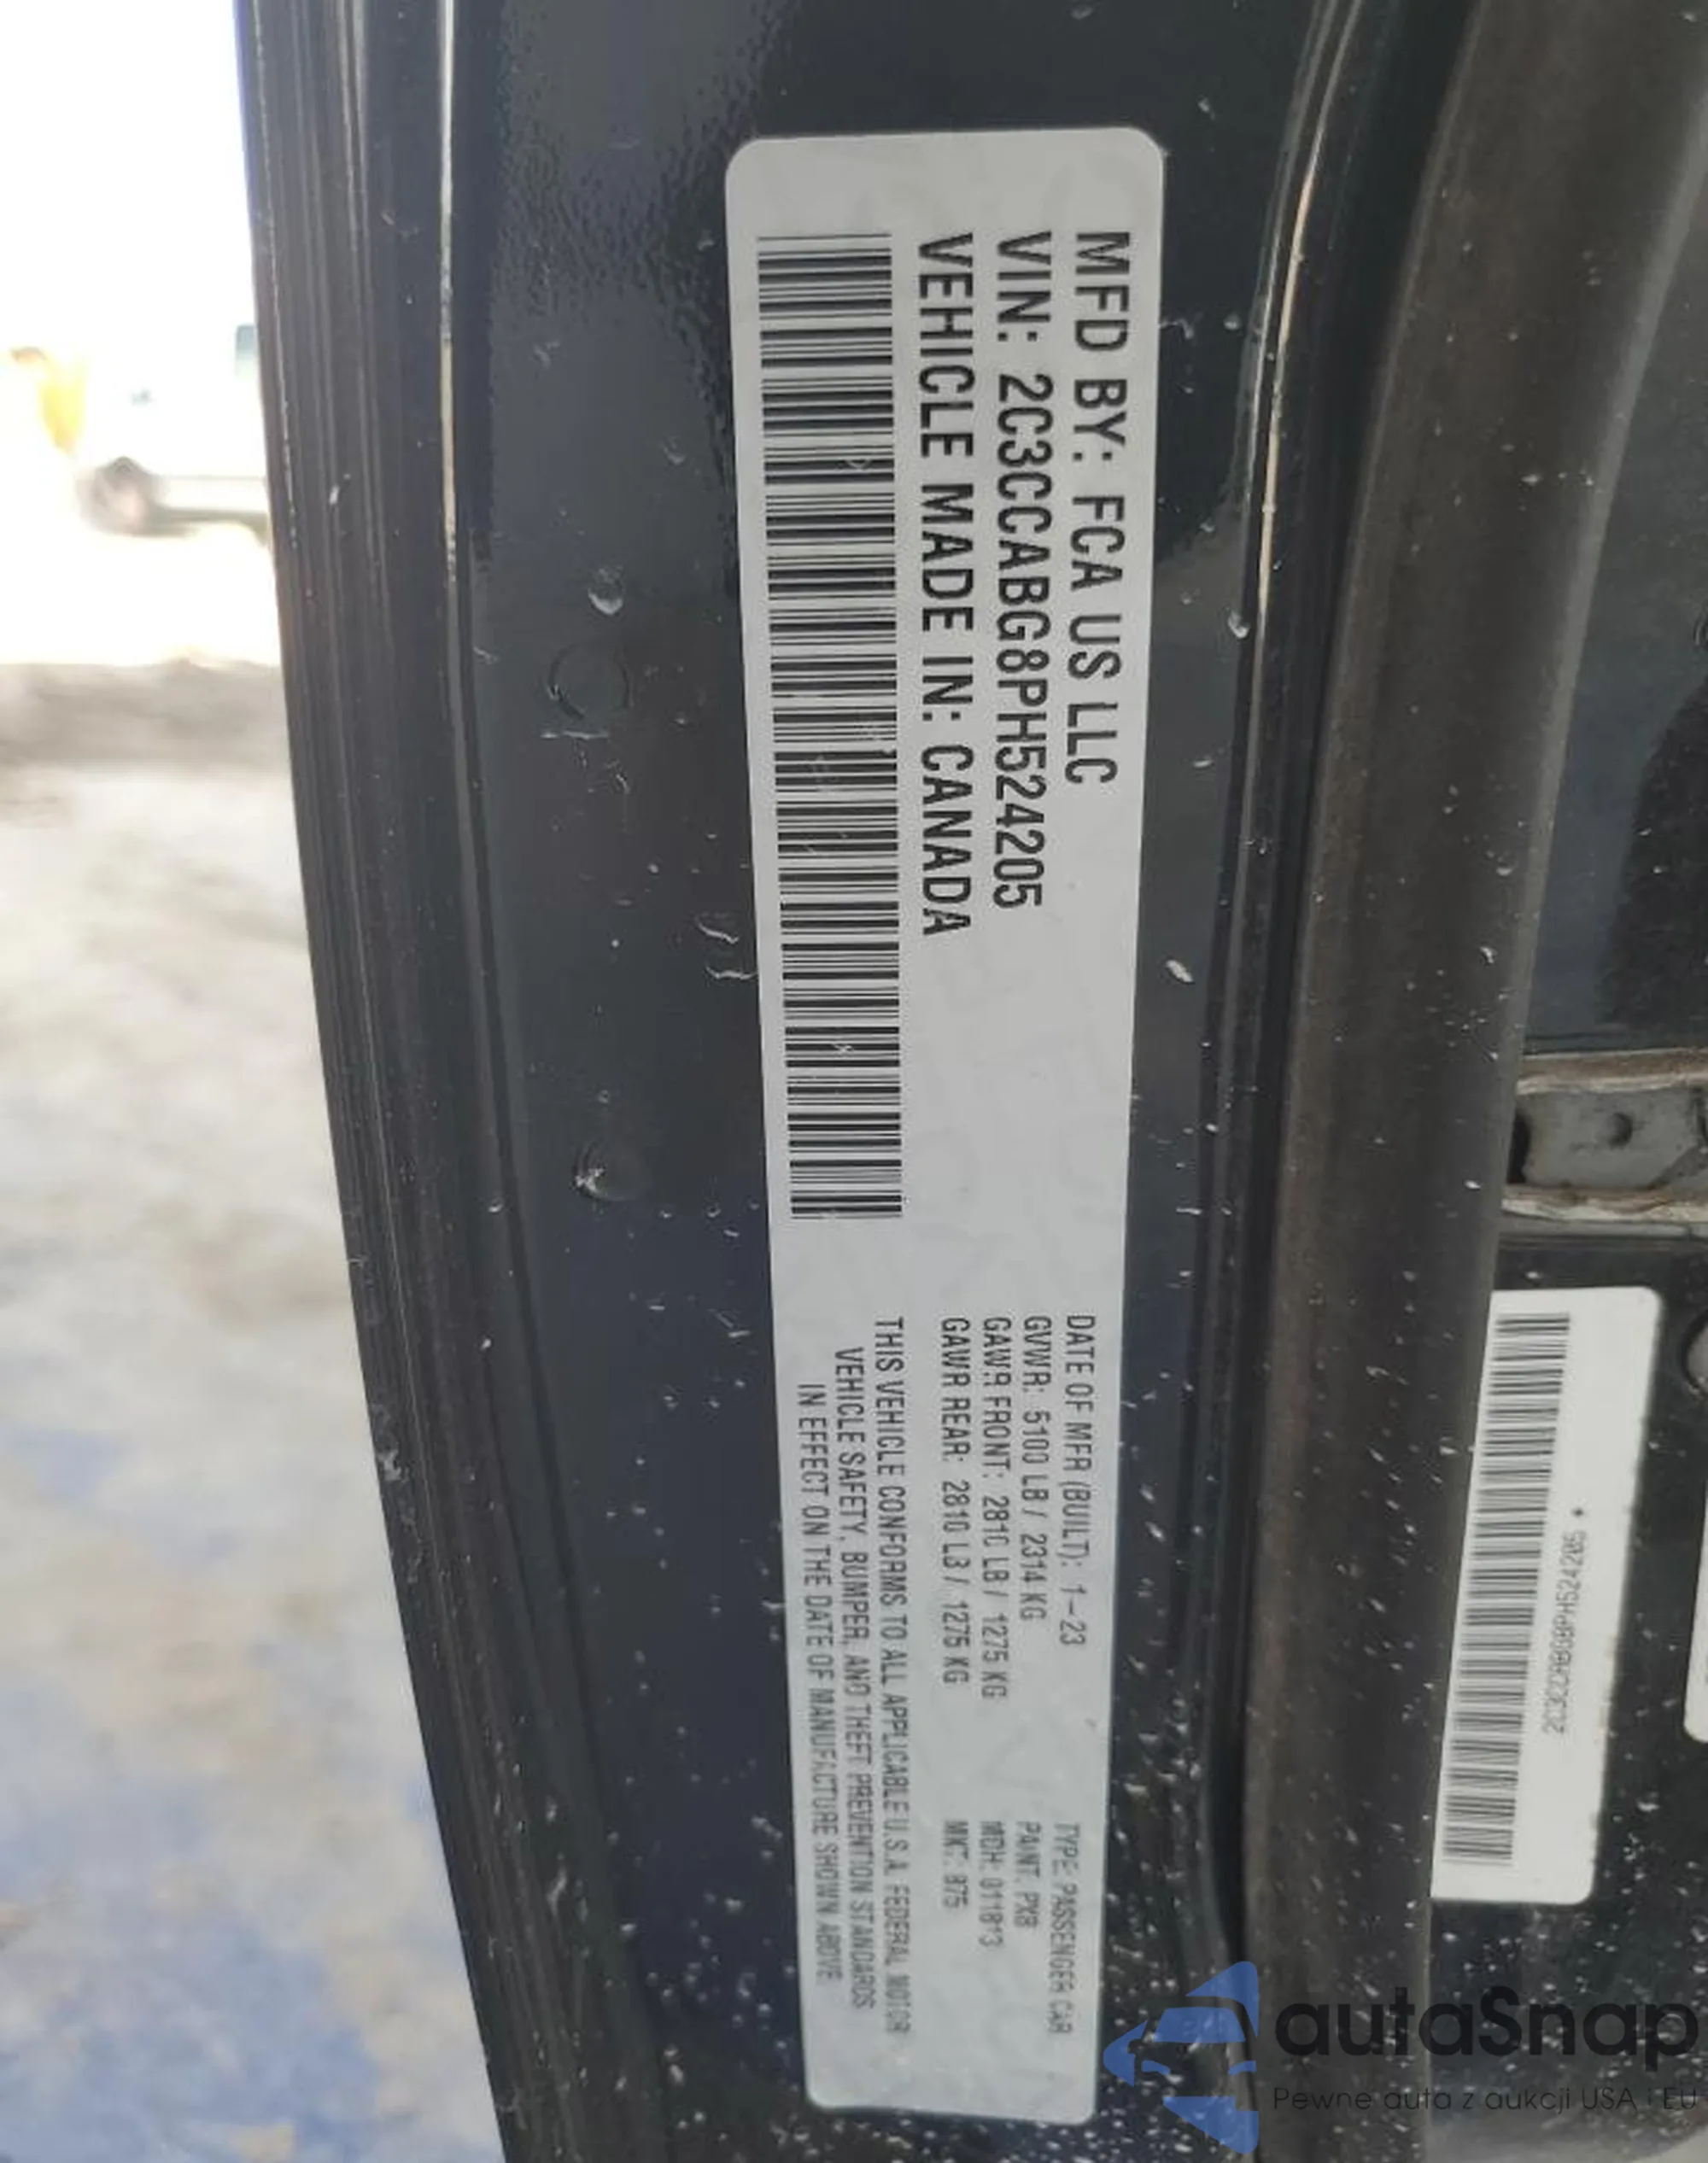 MFD BY: FCA US LLC
VIN: 2C3CCABG8PH524205
VEHICLE MADE IN: CANADA
DATE OF MFR (BUILT): 1-23
GVWR: 5100 LB / 2314 KG
GAWR FRONT: 2810 LB / 1275 KG
GAWR REAR: 2810 LB / 1275 KG
TYPE: PASSENGER CAR
PAINT: PX8
MDH: 011813
MKT: B75
THIS VEHICLE CONFORMS TO ALL APPLICABLE U.S.A. FEDERAL MOTOR
VEHICLE SAFETY, BUMPER, AND THEFT PREVENTION STANDARDS
IN EFFECT ON THE DATE OF MANUFACTURE SHOWN ABOVE
2C3CCABG8PH524205 *
autaSnap
Pewne auta z aukcji USA i EU